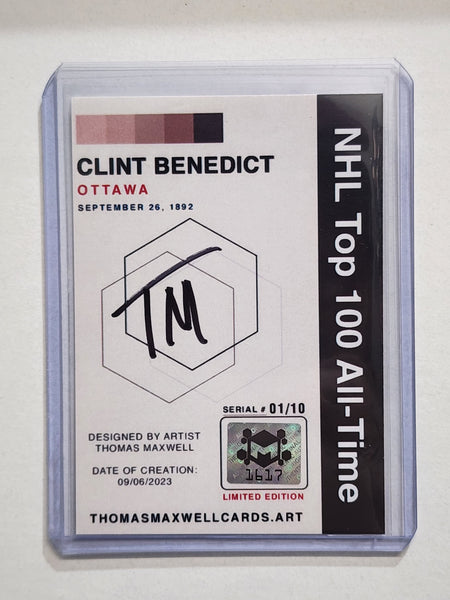 CLINT BENEDICT
OTTAWA
SEPTEMBER 26, 1892
TM
SERIAL # 01/10
DESIGNED BY ARTIST
THOMAS MAXWELL
DATE OF CREATION:
09/06/2023
1617
LIMITED EDITION
THOMASMAXWELLCARDS.ART
NHL Top 100 All-Time